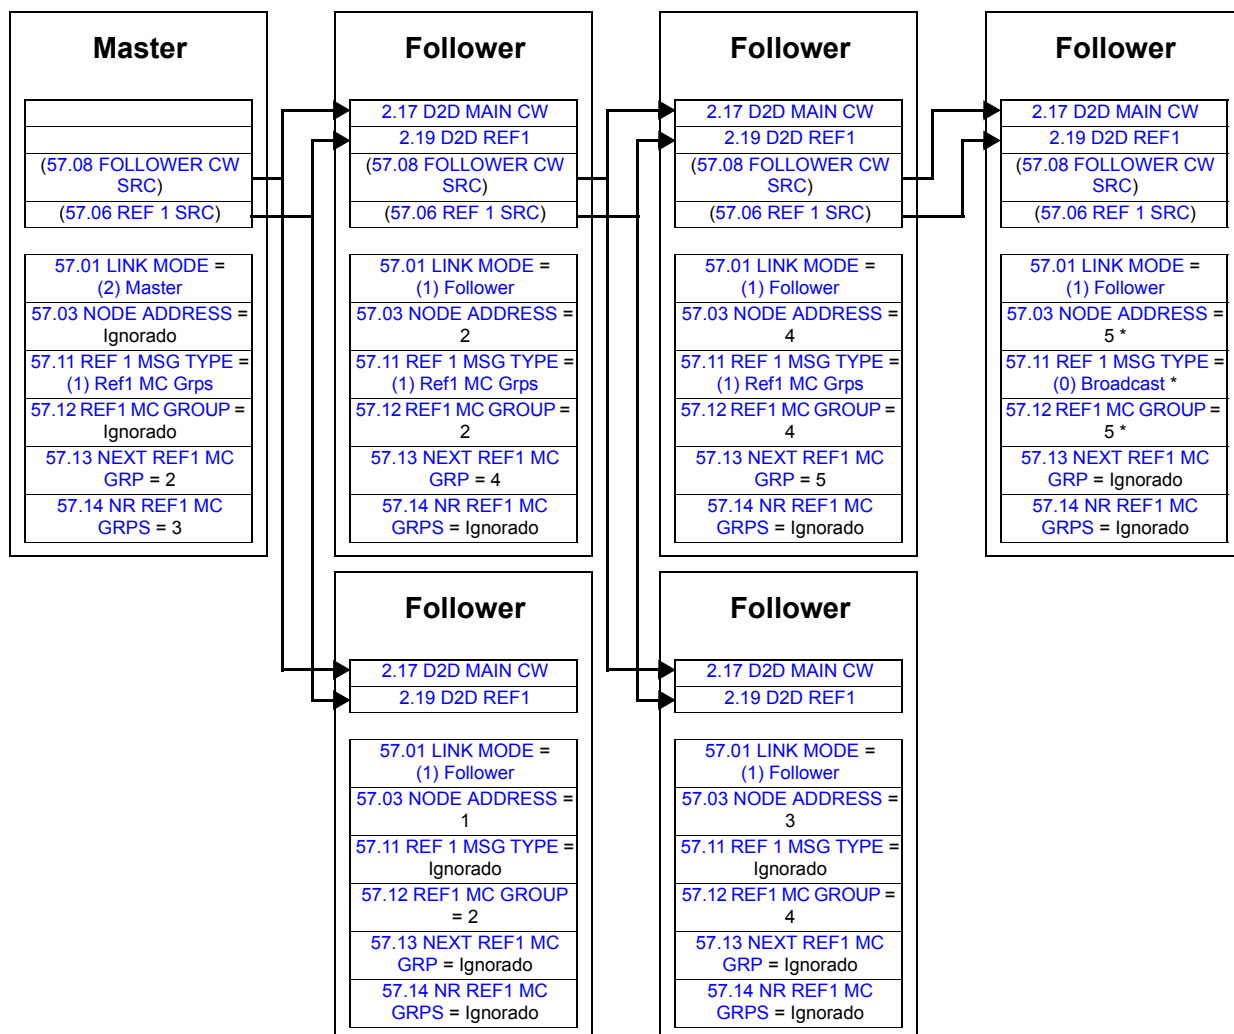 Master
(57.08 FOLLOWER CW
SRC)
(57.06 REF 1 SRC)
57.01 LINK MODE =
(2) Master
57.03 NODE ADDRESS =
Ignorado
57.11 REF 1 MSG TYPE =
(1) Ref1 MC Grps
57.12 REF1 MC GROUP =
Ignorado
57.13 NEXT REF1 MC
GRP = 2
57.14 NR REF1 MC
GRPS = 3
Follower
2.17 D2D MAIN CW
2.19 D2D REF1
(57.08 FOLLOWER CW
SRC)
(57.06 REF 1 SRC)
57.01 LINK MODE =
(1) Follower
57.03 NODE ADDRESS =
2
57.11 REF 1 MSG TYPE =
(1) Ref1 MC Grps
57.12 REF1 MC GROUP =
2
57.13 NEXT REF1 MC
GRP = 4
57.14 NR REF1 MC
GRPS = Ignorado
Follower
2.17 D2D MAIN CW
2.19 D2D REF1
(57.08 FOLLOWER CW
SRC)
(57.06 REF 1 SRC)
57.01 LINK MODE =
(1) Follower
57.03 NODE ADDRESS =
4
57.11 REF 1 MSG TYPE =
(1) Ref1 MC Grps
57.12 REF1 MC GROUP =
4
57.13 NEXT REF1 MC
GRP = 5
57.14 NR REF1 MC
GRPS = Ignorado
Follower
2.17 D2D MAIN CW
2.19 D2D REF1
(57.08 FOLLOWER CW
SRC)
(57.06 REF 1 SRC)
57.01 LINK MODE =
(1) Follower
57.03 NODE ADDRESS =
5 *
57.11 REF 1 MSG TYPE =
(0) Broadcast *
57.12 REF1 MC GROUP =
5 *
57.13 NEXT REF1 MC
GRP = Ignorado
57.14 NR REF1 MC
GRPS = Ignorado
Follower
2.17 D2D MAIN CW
2.19 D2D REF1
57.01 LINK MODE =
(1) Follower
57.03 NODE ADDRESS =
1
57.11 REF 1 MSG TYPE =
Ignorado
57.12 REF1 MC GROUP
= 2
57.13 NEXT REF1 MC
GRP = Ignorado
57.14 NR REF1 MC
GRPS = Ignorado
Follower
2.17 D2D MAIN CW
2.19 D2D REF1
57.01 LINK MODE =
(1) Follower
57.03 NODE ADDRESS =
3
57.11 REF 1 MSG TYPE =
Ignorado
57.12 REF1 MC GROUP =
4
57.13 NEXT REF1 MC
GRP = Ignorado
57.14 NR REF1 MC
GRPS = Ignorado